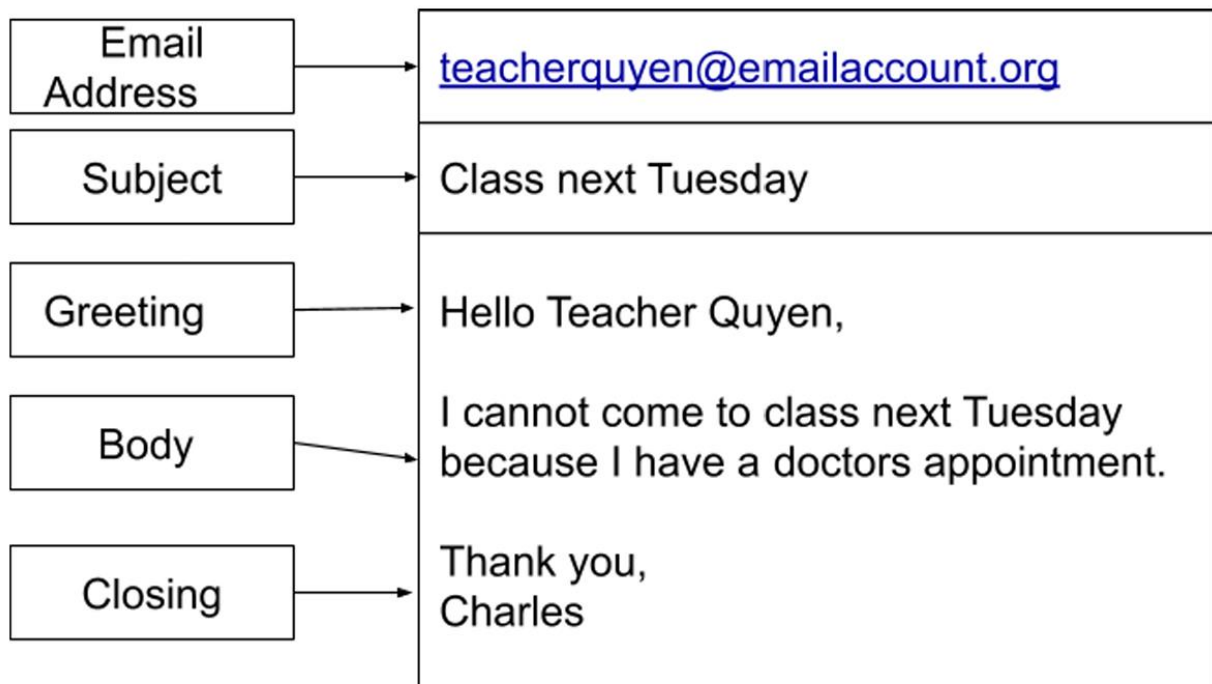 Email
Address
teacherquyen@emailaccount.org
Subject
Class next Tuesday
Greeting
Hello Teacher Quyen,
Body
I cannot come to class next Tuesday
because I have a doctors appointment.
Closing
Thank you,
Charles